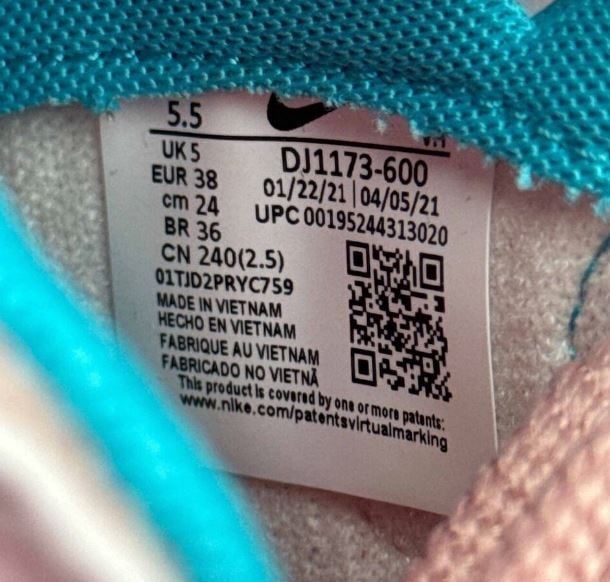 5.5
UK 5
EUR 38
cm 24
BR 36
CN 240(2.5)
01TJD2PRYC759
DJ1173-600
01/22/21 | 04/05/21
UPC 00195244313020
MADE IN VIETNAM
HECHO EN VIETNAM
FABRIQUE AU VIETNAM
FABRICADO NO VIETNÃ
This product is covered by one or more patents:
www.nike.com/patentsvirtualmarking